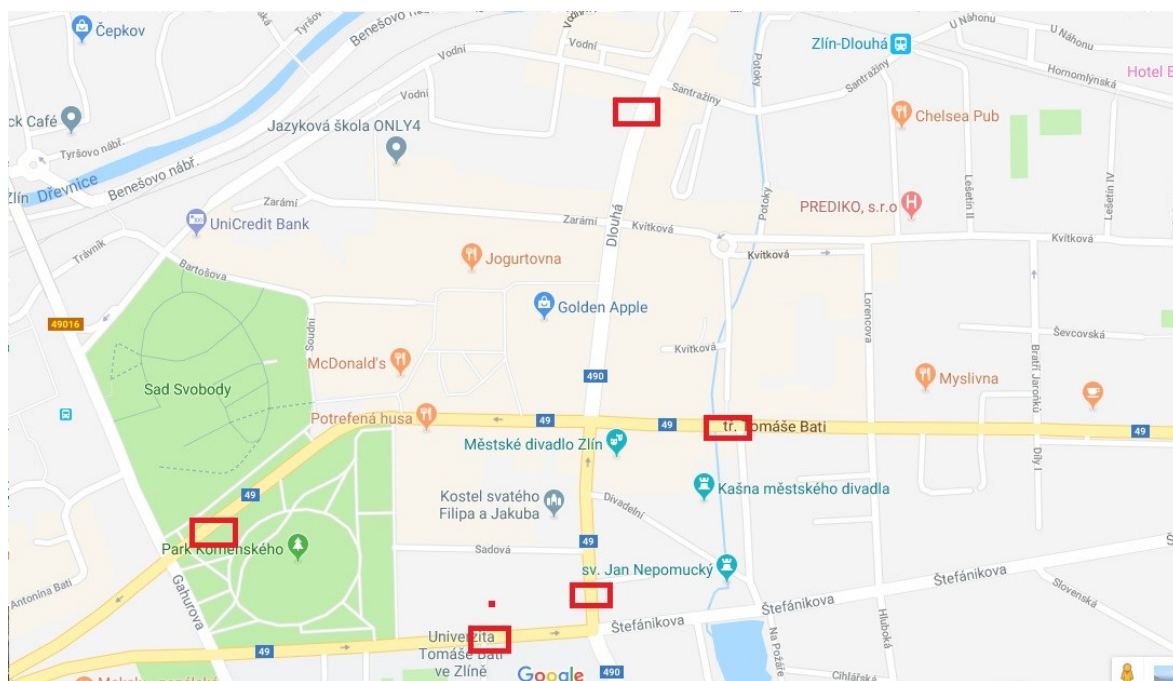 Čepkov
Tyršovo
Benešovo nábř.
Vodní
Vodní
Vodní
Vodní
Zlín-Dlouhá
U Náhonu
U Náhonu
Hotel B
Hornomlýnská
Potoky
Santražiny
Santražiny
ck Café
Jazyková škola ONLY4
Chelsea Pub
Tyršovo nábř.
Benešovo nábř.
Zlín
Dřevnice
Zarámí
UniCredit Bank
Zarámí
Kvítková
Dlouhá
Potoky
PREDIKO, s.r.o
Lešetín II
Lešetín IV
Kvítková
Kvítková
Trávník
Bartošova
Jogurtovna
Golden Apple
Lorencova
49016
Soudní
Ševcovská
Kvítková
Bratří Jaroňků
McDonald's
Sad Svobody
490
Myslivna
Potrefená husa
49
49
tř. Tomáše Bati
49
Městské divadlo Zlín
Díly I
Kašna městského divadla
49
Kostel svatého
Filipa a Jakuba
Divadelní
Park Komenského
Sadová
49
sv. Jan Nepomucký
Štefánikova
Antonína Bati
Gahurova
Štefánikova
Slovenská
Štefánikova
Hluboká
Na Požáře
49
Univerzita
Tomáše Bati
ve Zlíně
Google
490
Cihlářská